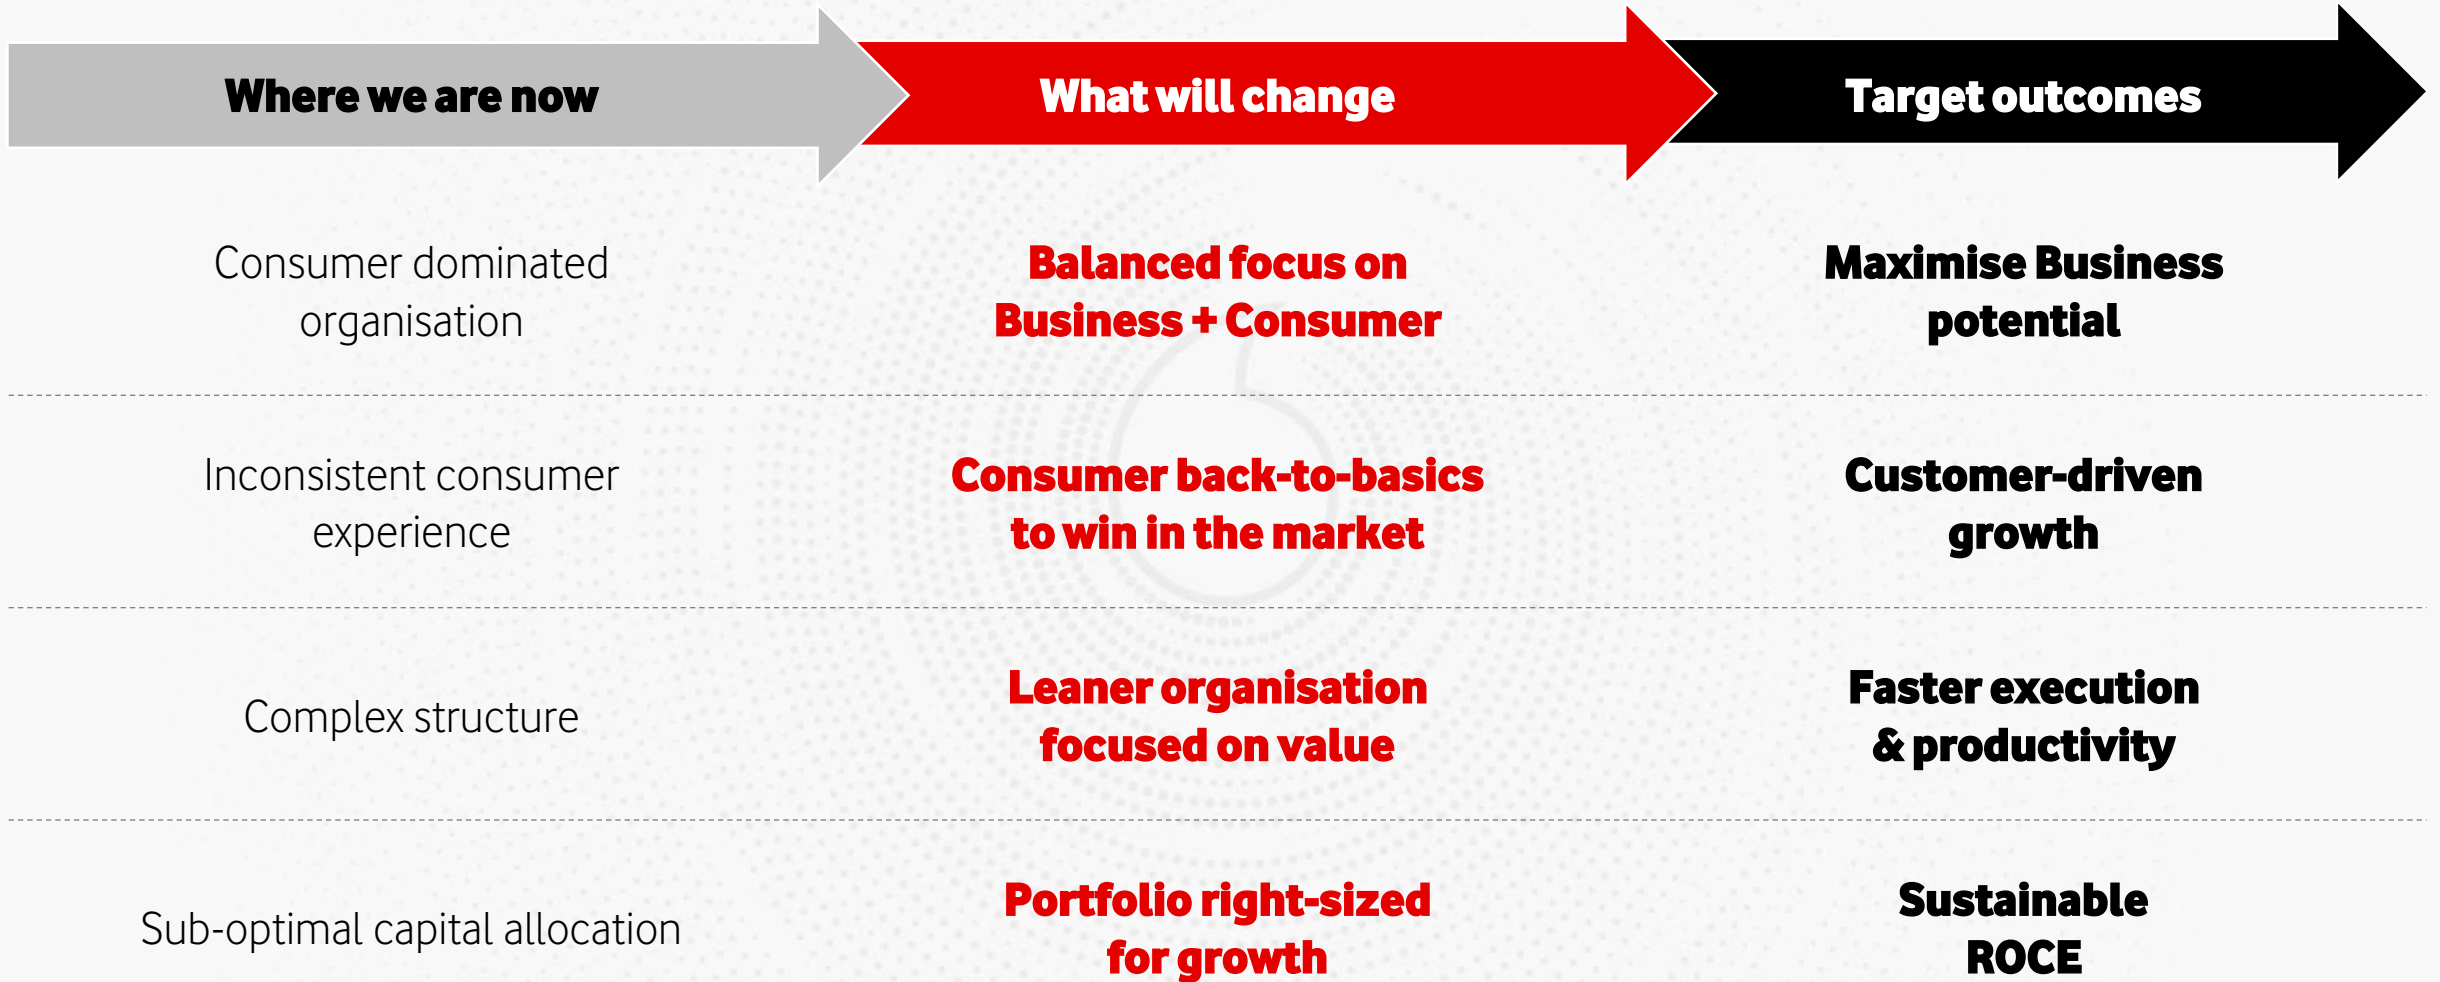 Where we are now
What will change
Target outcomes
Consumer dominated
organisation
Balanced focus on
Business + Consumer
Maximise Business
potential
Inconsistent consumer
experience
Consumer back-to-basics
to win in the market
Customer-driven
growth
Complex structure
Leaner organisation
focused on value
Faster execution
& productivity
Sub-optimal capital allocation
Portfolio right-sized
for growth
Sustainable
ROCE